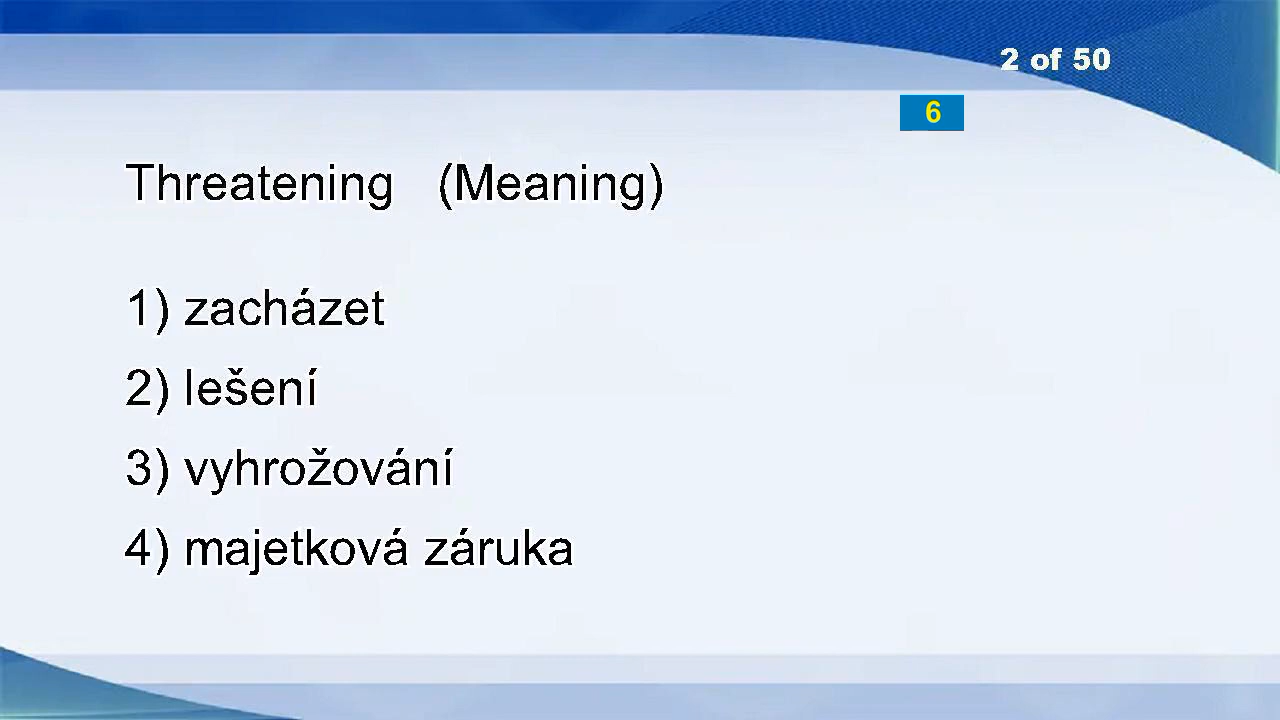 2 of 50
6
Threatening (Meaning)
1) zacházet
2) lešení
3) vyhrožování
4) majetková záruka